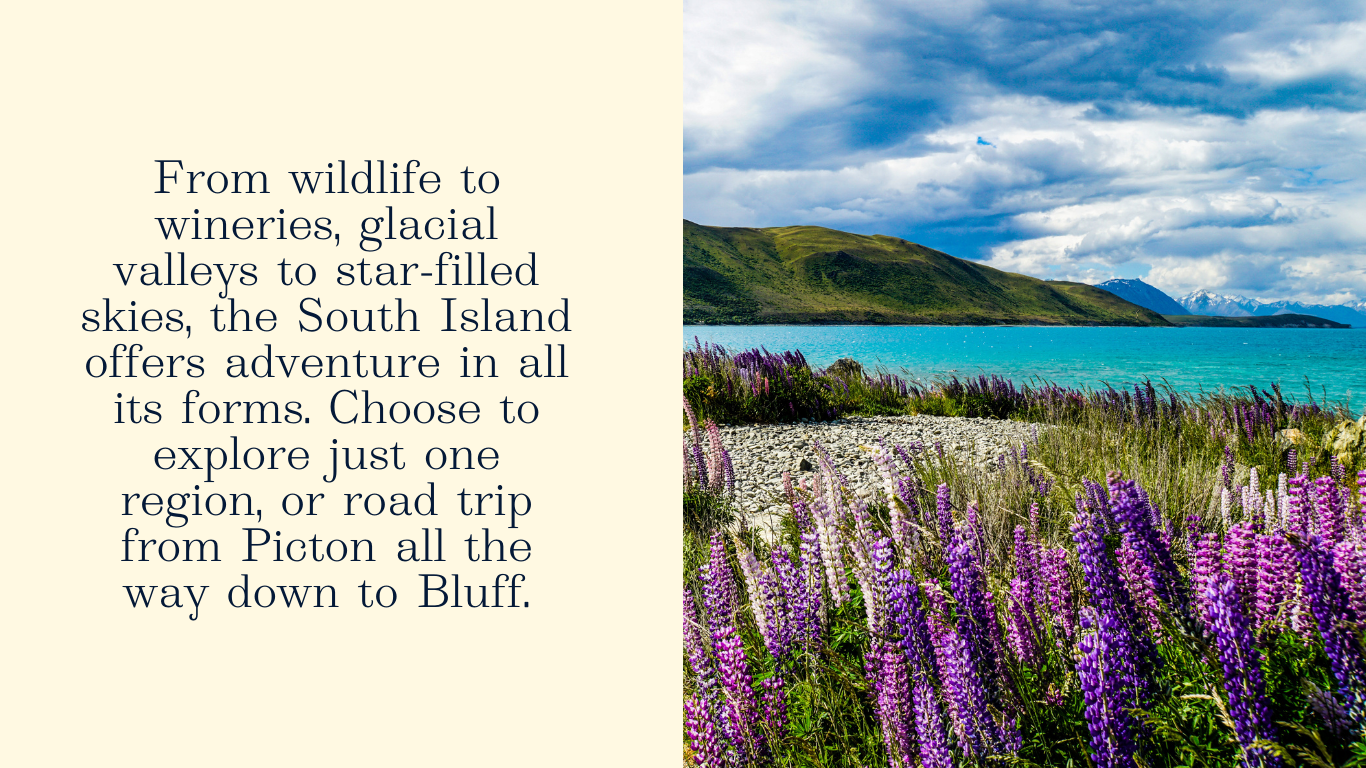 From wildlife to
wineries, glacial
valleys to star-filled
skies, the South Island
offers adventure in all
its forms. Choose to
explore just one
region, or road trip
from Picton all the
way down to Bluff.